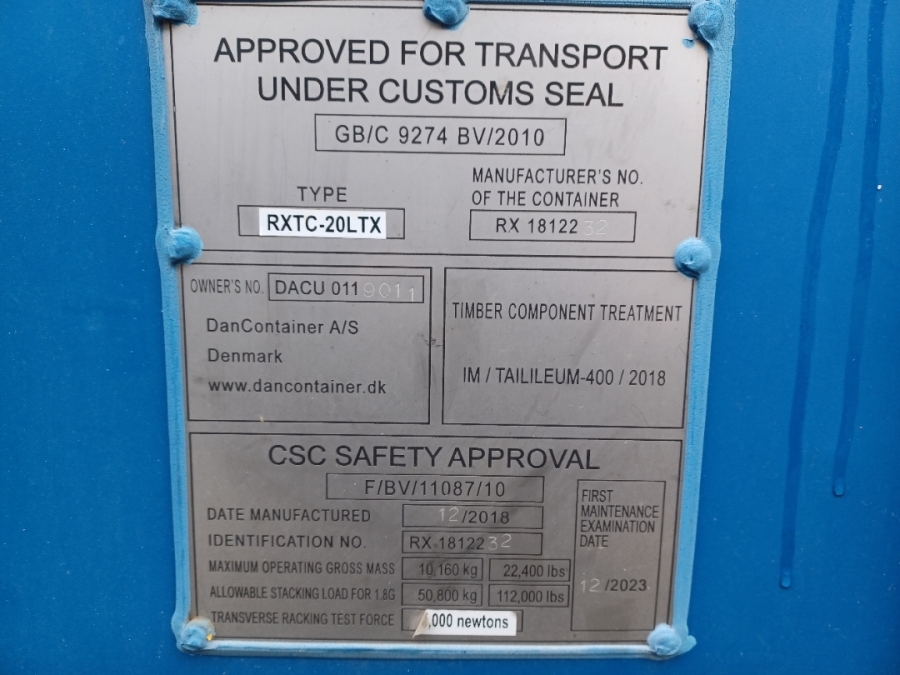 APPROVED FOR TRANSPORT
UNDER CUSTOMS SEAL
GB/C 9274 BV/2010
TYPE
RXTC-20LTX
MANUFACTURER'S NO.
OF THE CONTAINER
RX 1812232
OWNER'S NO. DACU 0119011
DanContainer A/S
Denmark
www.dancontainer.dk
TIMBER COMPONENT TREATMENT
IM / TAILILEUM-400 / 2018
CSC SAFETY APPROVAL
F/BV/11087/10
DATE MANUFACTURED 12/2018
IDENTIFICATION NO. RX-1812232
MAXIMUM OPERATING GROSS MASS 10,160 kg 22,400 lbs
ALLOWABLE STACKING LOAD FOR 1.8G 50,800 kg 112,000 lbs
TRANSVERSE RACKING TEST FORCE ,000 newtons
FIRST
MAINTENANCE
EXAMINATION
DATE
12/2023